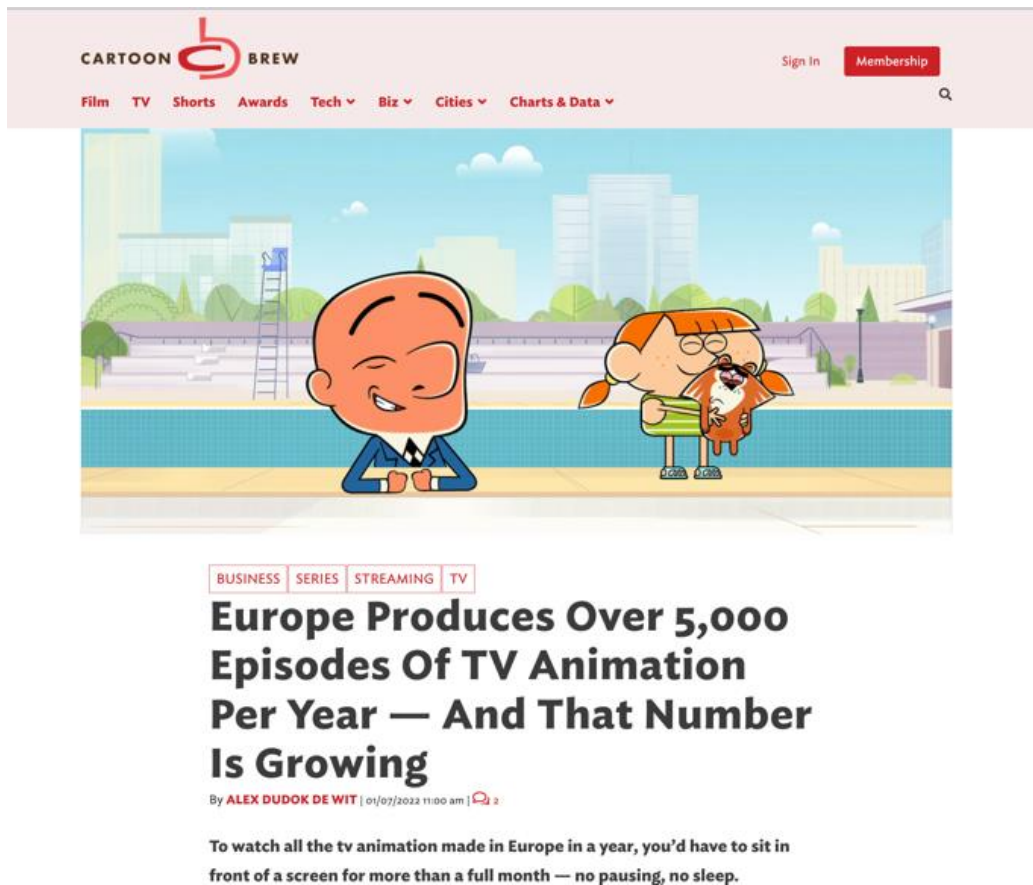 CARTOON BREW
Sign In
Membership
Film TV Shorts Awards Tech Biz Cities Charts & Data
BUSINESS SERIES STREAMING TV
Europe Produces Over 5,000
Episodes Of TV Animation
Per Year — And That Number
Is Growing
By ALEX DUDOK DE WIT | 01/07/2022 11:00 am | 2
To watch all the tv animation made in Europe in a year, you’d have to sit in
front of a screen for more than a full month — no pausing, no sleep.